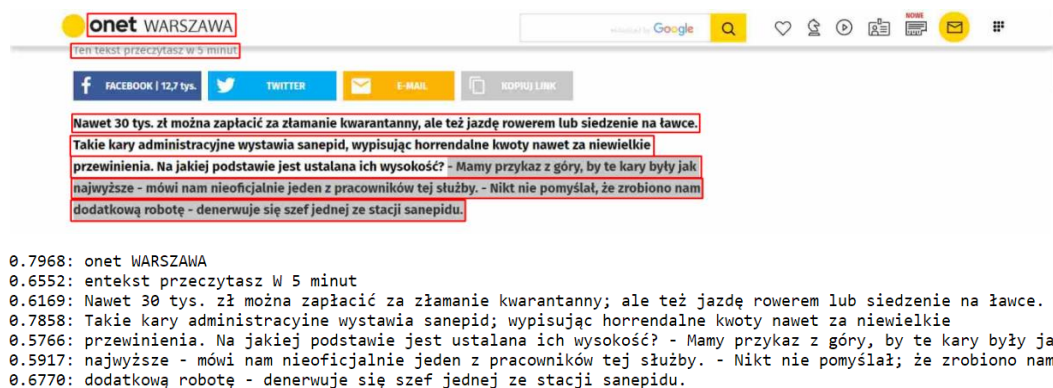 onet WARSZAWA
Google
NOWE
Ten tekst przeczytasz w 5 minut
FACEBOOK | 12,7 tys.
TWITTER
E-MAIL
KOPIUJ LINK
Nawet 30 tys. zł można zapłacić za złamanie kwarantanny, ale też jazdę rowerem lub siedzenie na ławce.
Takie kary administracyjne wystawia sanepid, wypisując horrendalne kwoty nawet za niewielkie
przewinienia. Na jakiej podstawie jest ustalana ich wysokość? - Mamy przykaz z góry, by te kary były jak
najwyższe - mówi nam nieoficjalnie jeden z pracowników tej służby. - Nikt nie pomyślał, że zrobiono nam
dodatkową robotę - denerwuje się szef jednej ze stacji sanepidu.
0.7968: onet WARSZAWA
0.6552: entekst przeczytasz W 5 minut
0.6169: Nawet 30 tys. zł można zapłacić za złamanie kwarantanny; ale też jazdę rowerem lub siedzenie na ławce.
0.7858: Takie kary administracyine wystawia sanepid; wypisując horrendalne kwoty nawet za niewielkie
0.5766: przewinienia. Na jakiej podstawie jest ustalana ich wysokość? - Mamy przykaz z góry, by te kary były ja
0.5917: najwyższe - mówi nam nieoficjalnie jeden z pracowników tej służby. - Nikt nie pomyślał; że zrobiono nam
0.6770: dodatkową robotę - denerwuje się szef jednej ze stacji sanepidu.